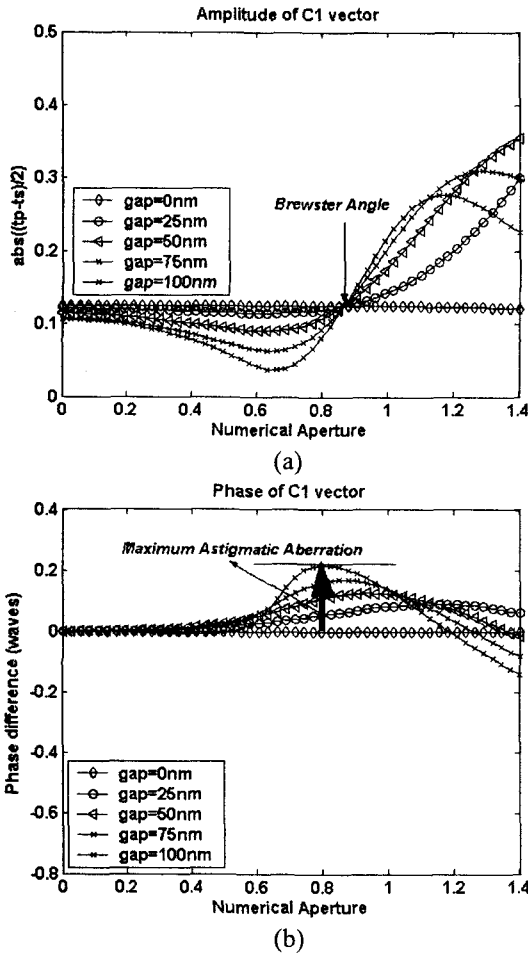 Amplitude of C1 vector
0.5
0.4
0.3
0.2
0.1
0
abs((tp-ts)/2)
gap=0nm
gap=25nm
gap=50nm
gap=75nm
gap=100nm
Brewster Angle
0 0.2 0.4 0.6 0.8 1 1.2 1.4
Numerical Aperture
(a)
Phase of C1 vector
0.4
0.2
0
-0.2
-0.4
-0.6
-0.8
Phase difference (waves)
Maximum Astigmatic Aberration
gap=0nm
gap=25nm
gap=50nm
gap=75nm
gap=100nm
0 0.2 0.4 0.6 0.8 1 1.2 1.4
Numerical Aperture
(b)